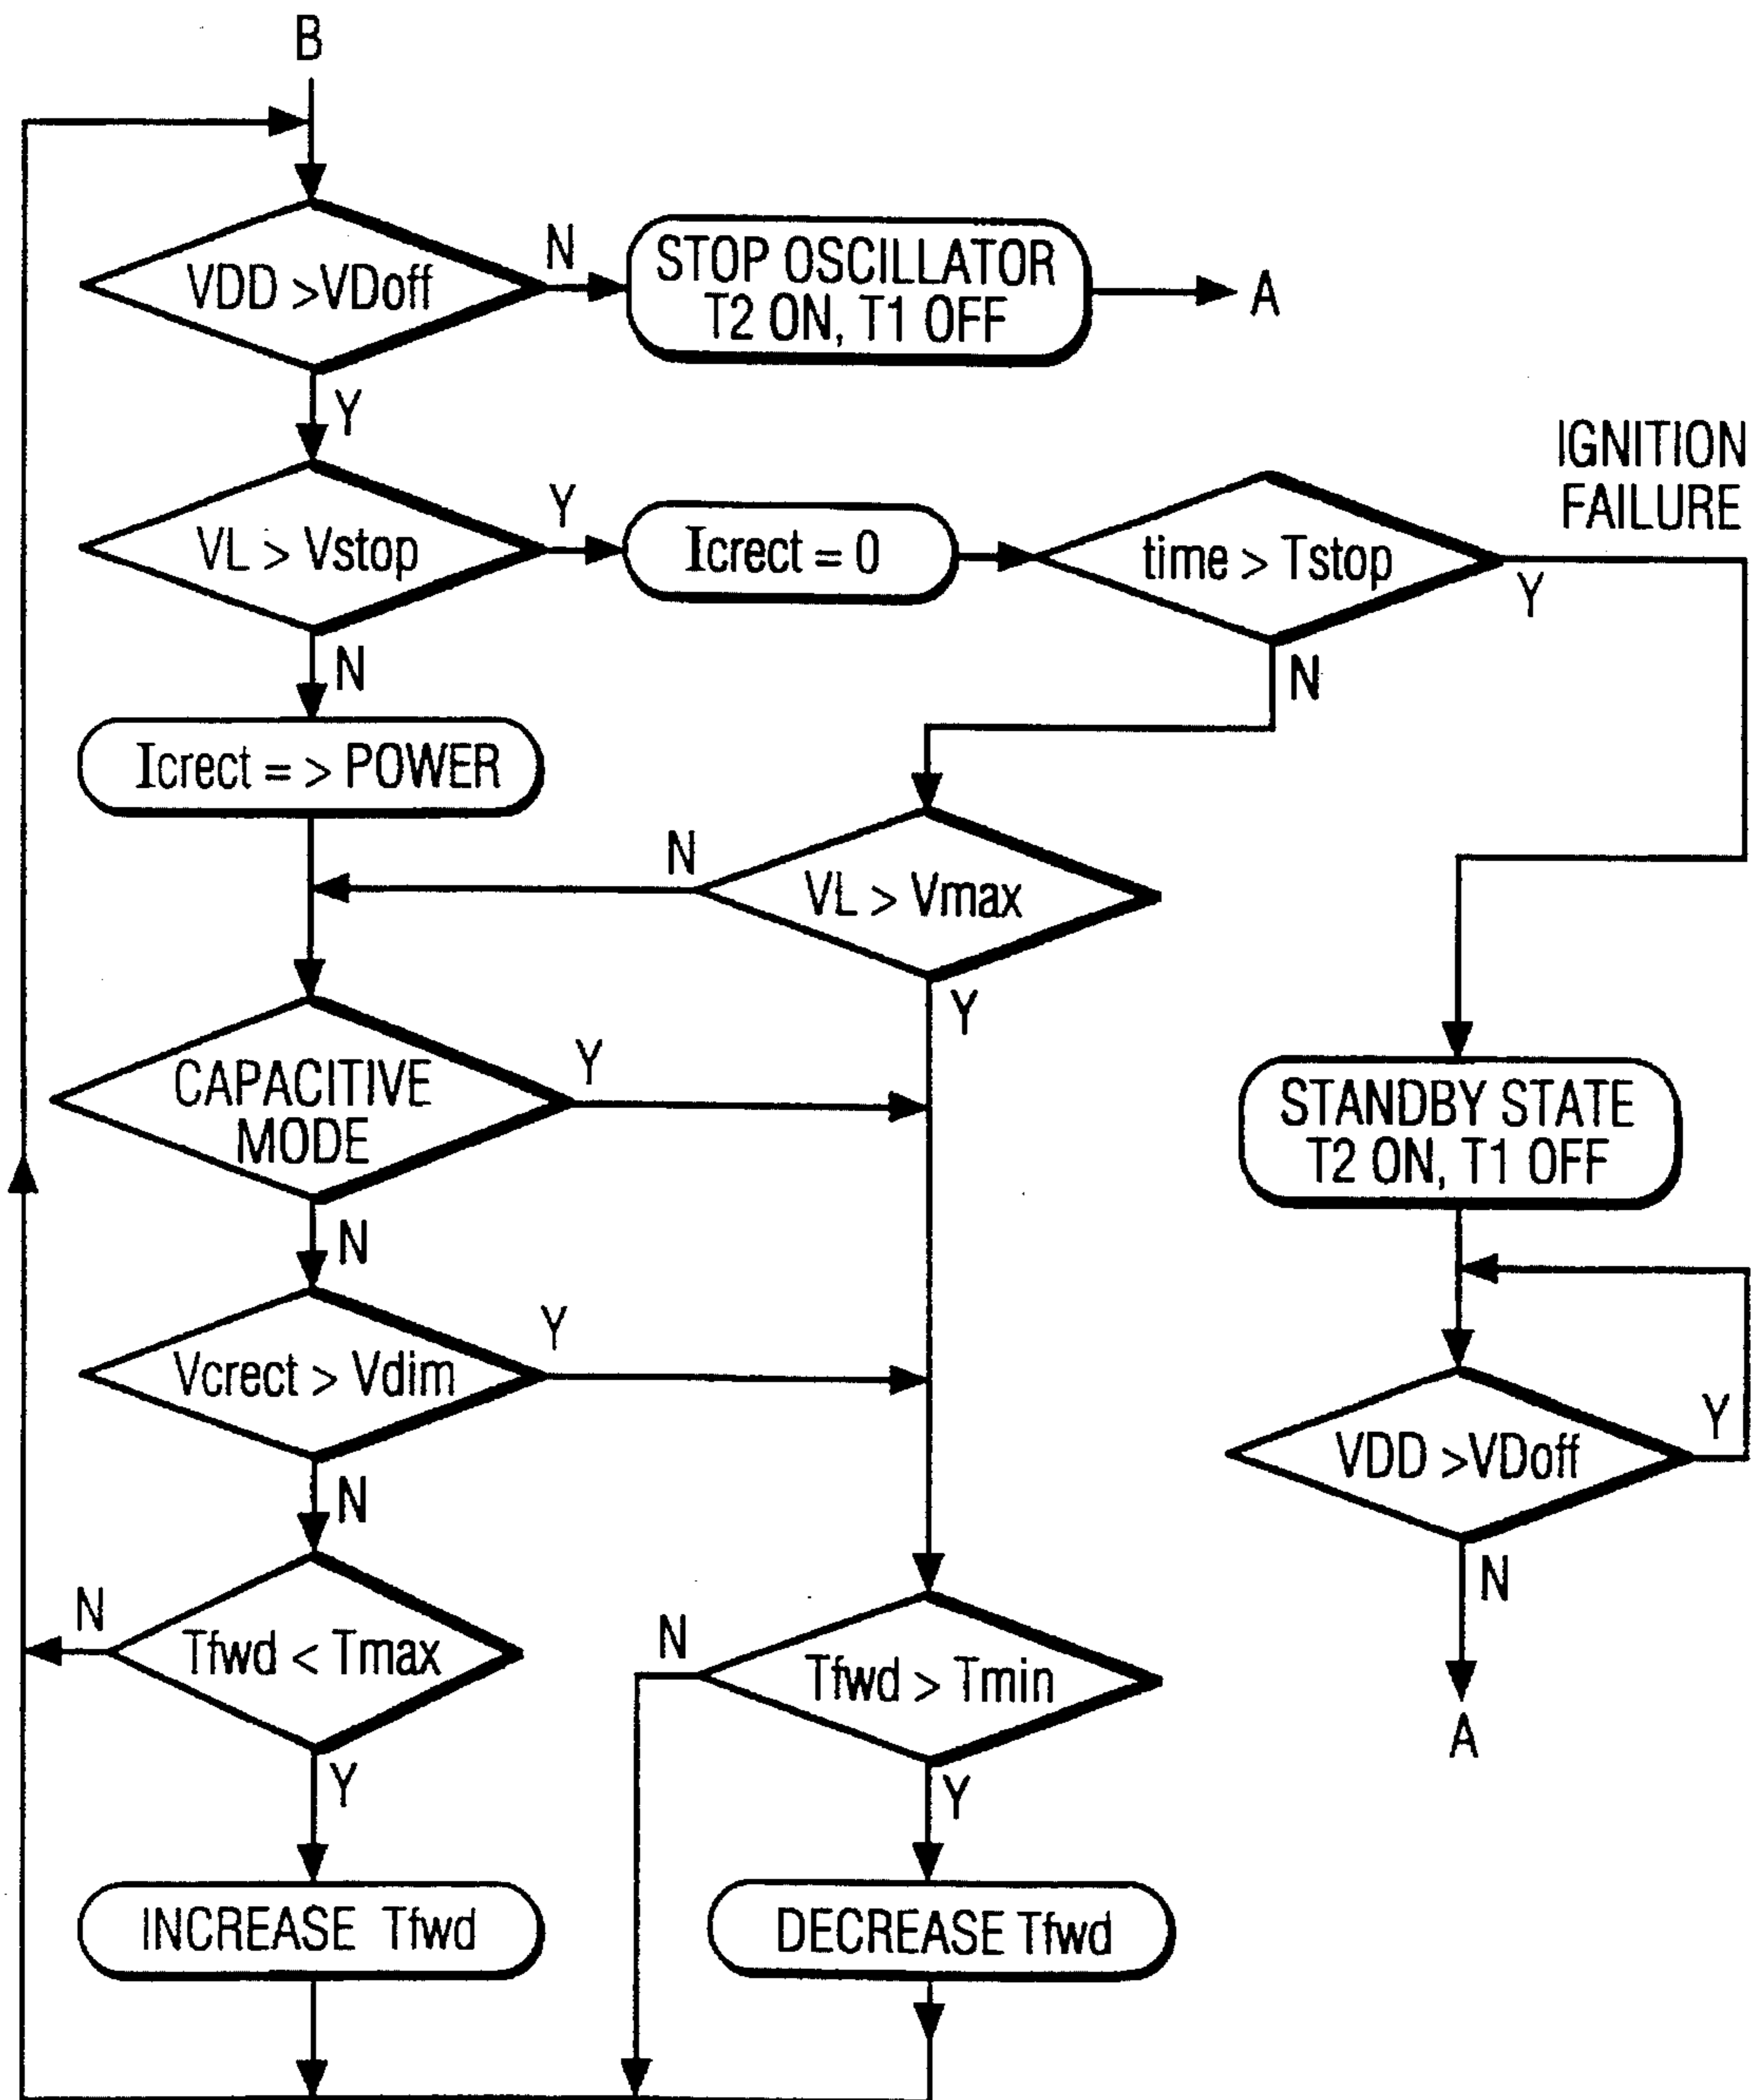 B
VDD >VDoff
N
STOP OSCILLATOR
T2 ON, T1 OFF
A
Y
VL > Vstop
Y
Icrect = 0
time > Tstop
IGNITION
FAILURE
Y
N
N
Icrect = > POWER
VL > Vmax
N
Y
CAPACITIVE
MODE
Y
N
STANDBY STATE
T2 ON, T1 OFF
Vcrect > Vdim
Y
N
VDD >VDoff
Y
N
A
Tfwd < Tmax
N
Y
Tfwd > Tmin
N
Y
INCREASE Tfwd
DECREASE Tfwd